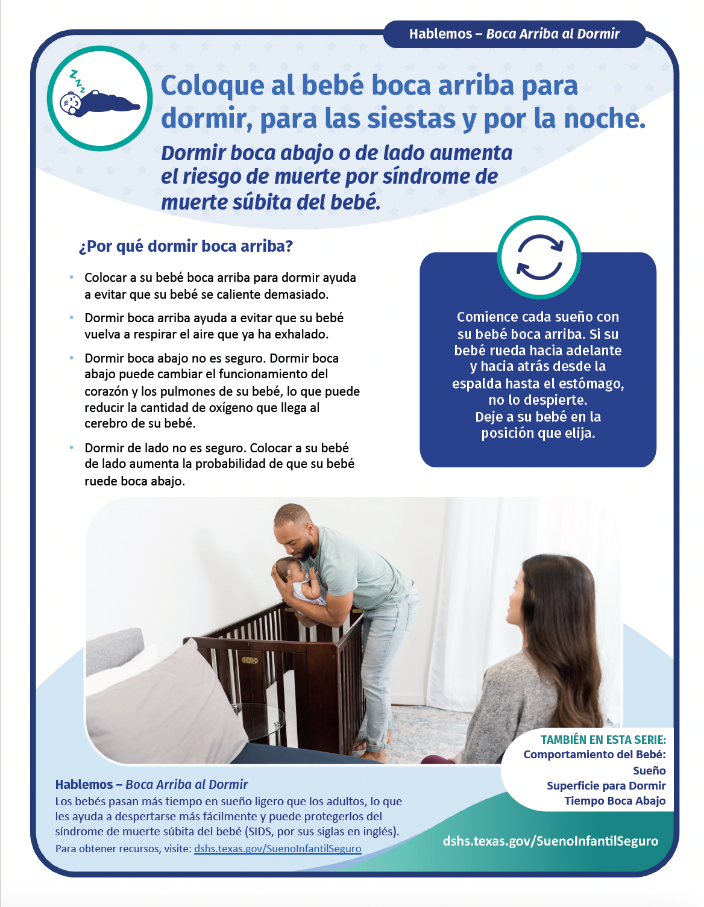 Hablemos – Boca Arriba al Dormir
z
z
z
Coloque al bebé boca arriba para
dormir, para las siestas y por la noche.
Dormir boca abajo o de lado aumenta
el riesgo de muerte por síndrome de
muerte súbita del bebé.
¿Por qué dormir boca arriba?
• Colocar a su bebé boca arriba para dormir ayuda
a evitar que su bebé se caliente demasiado.
• Dormir boca arriba ayuda a evitar que su bebé
vuelva a respirar el aire que ya ha exhalado.
• Dormir boca abajo no es seguro. Dormir boca
abajo puede cambiar el funcionamiento del
corazón y los pulmones de su bebé, lo que puede
reducir la cantidad de oxígeno que llega al
cerebro de su bebé.
• Dormir de lado no es seguro. Colocar a su bebé
de lado aumenta la probabilidad de que su bebé
ruede boca abajo.
Comience cada sueño con
su bebé boca arriba. Si su
bebé rueda hacia adelante
y hacia atrás desde la
espalda hasta el estómago,
no lo despierte.
Deje a su bebé en la
posición que elija.
TAMBIÉN EN ESTA SERIE:
Comportamiento del Bebé:
Sueño
Superficie para Dormir
Tiempo Boca Abajo
Hablemos – Boca Arriba al Dormir
Los bebés pasan más tiempo en sueño ligero que los adultos, lo que
les ayuda a despertarse más fácilmente y puede protegerlos del
síndrome de muerte súbita del bebé (SIDS, por sus siglas en inglés).
Para obtener recursos, visite: dshs.texas.gov/SuenoInfantilSeguro
dshs.texas.gov/SuenoInfantilSeguro